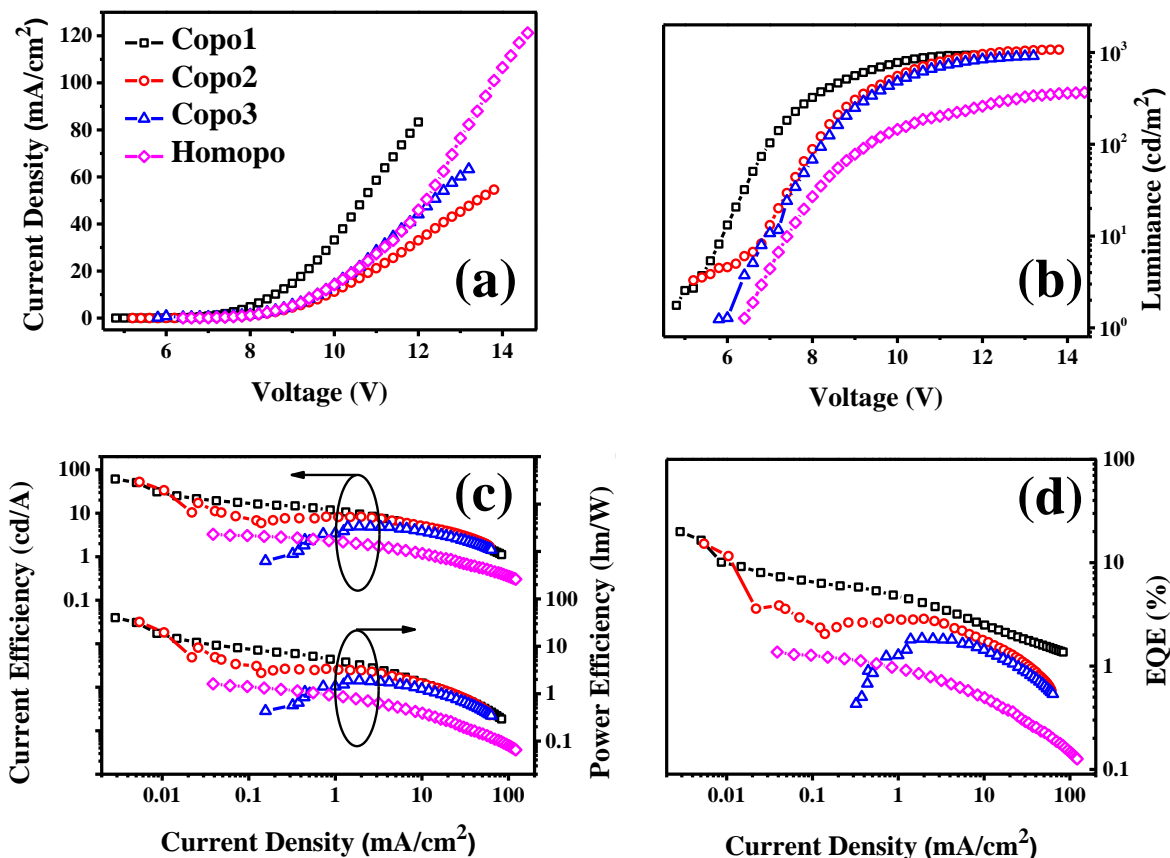 Current Density (mA/cm²)
120
100
80
60
40
20
0
Copo1
Copo2
Copo3
Homopo
(a)
6
8
10
12
14
Voltage (V)
(b)
10³
10²
10¹
10⁰
Luminance (cd/m²)
6
8
10
12
14
Voltage (V)
Current Efficiency (cd/A)
100
10
1
0.1
(c)
100
10
1
0.1
Power Efficiency (lm/W)
0.01
0.1
1
10
100
Current Density (mA/cm²)
(d)
100
10
1
0.1
EQE (%)
0.01
0.1
1
10
100
Current Density (mA/cm²)